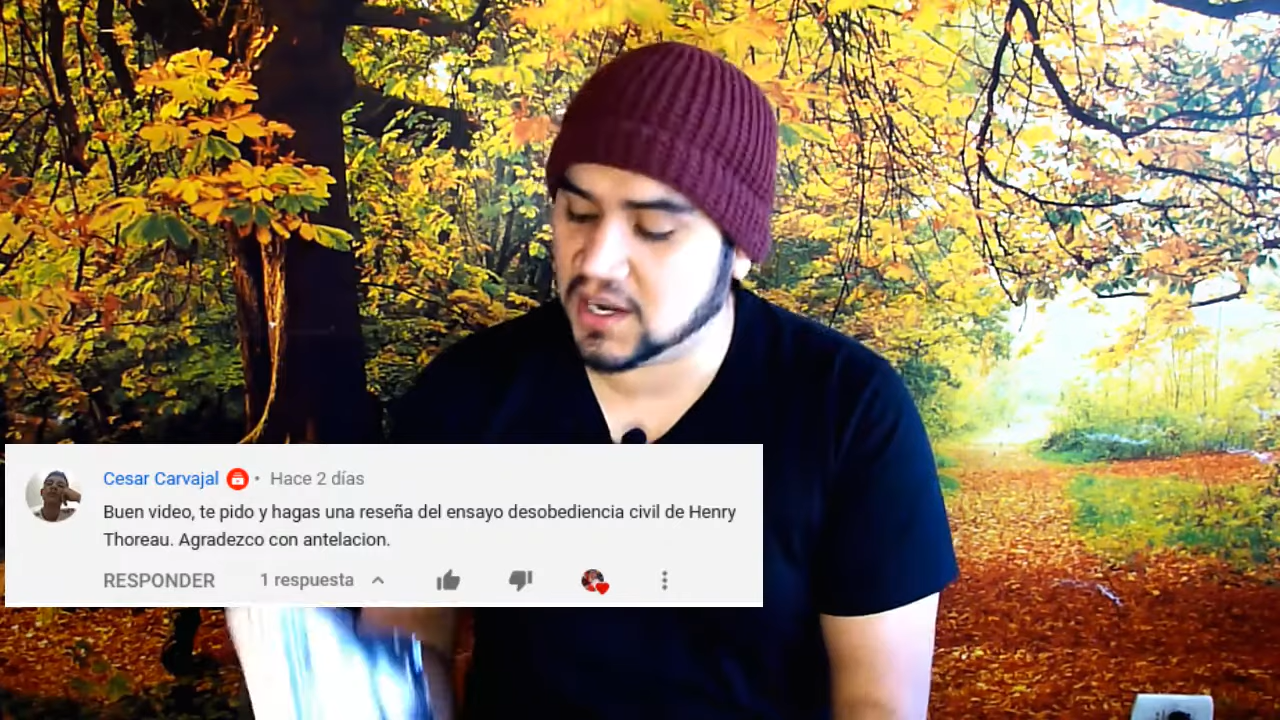 Cesar Carvajal • Hace 2 días
Buen video, te pido y hagas una reseña del ensayo desobediencia civil de Henry
Thoreau. Agradezco con antelacion.
RESPONDER 1 respuesta